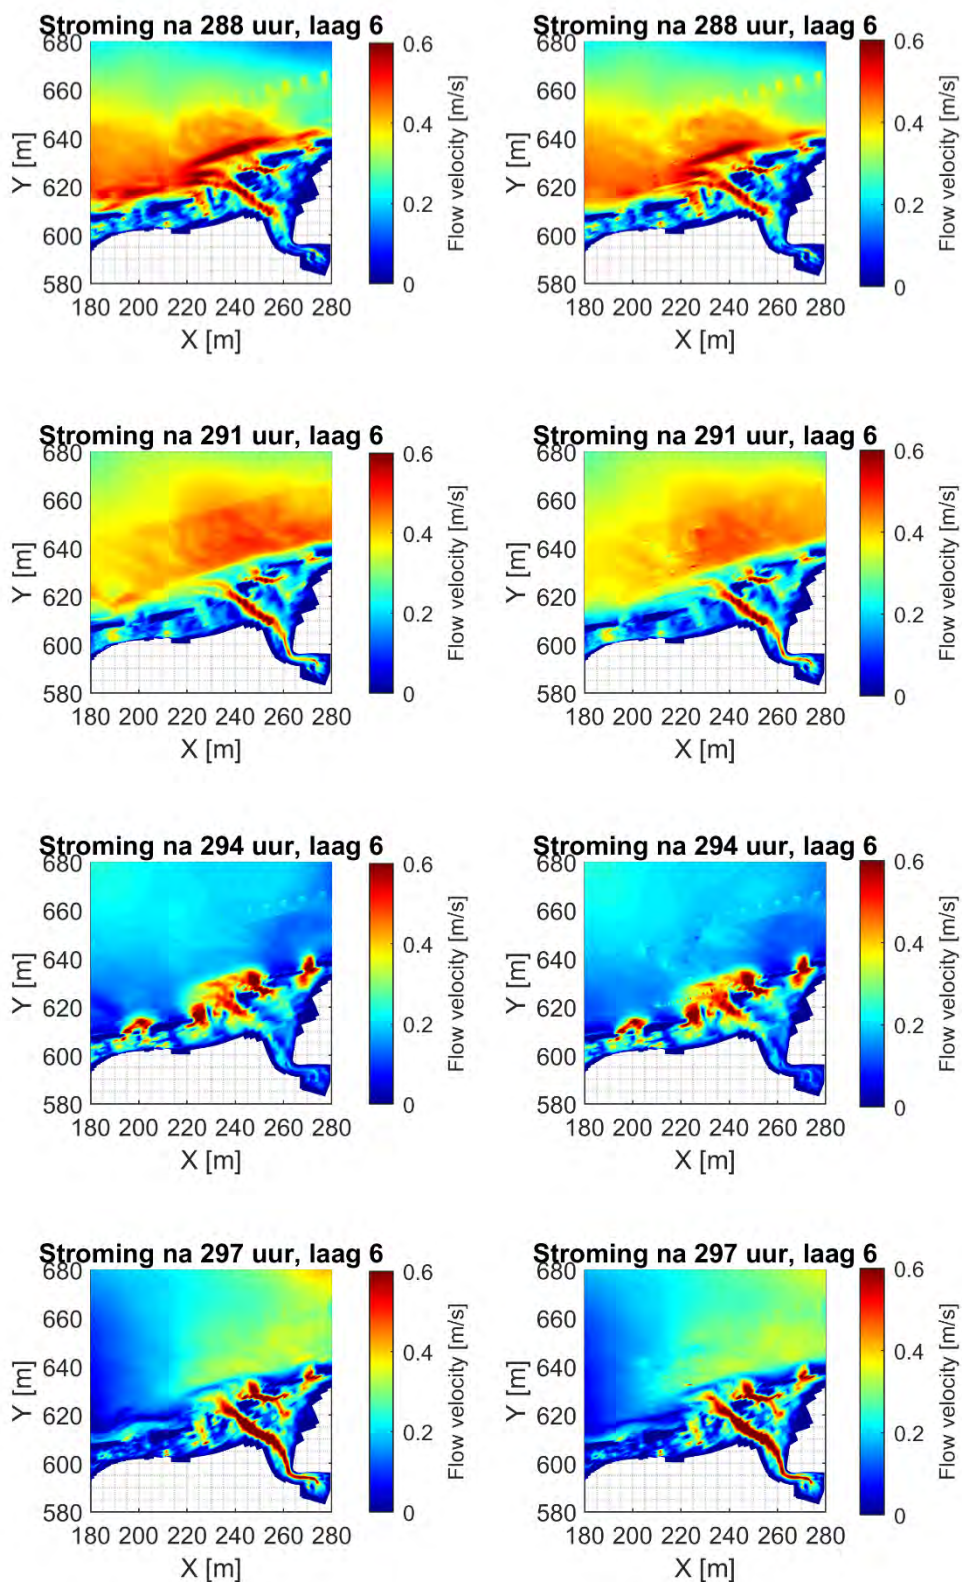 Stroming na 288 uur, laag 6
680
660
640
620
600
580
Y [m]
180 200 220 240 260 280
X [m]
0.6
0.4
0.2
0
Flow velocity [m/s]
Stroming na 288 uur, laag 6
680
660
640
620
600
580
Y [m]
180 200 220 240 260 280
X [m]
0.6
0.4
0.2
0
Flow velocity [m/s]
Stroming na 291 uur, laag 6
680
660
640
620
600
580
Y [m]
180 200 220 240 260 280
X [m]
0.6
0.4
0.2
0
Flow velocity [m/s]
Stroming na 291 uur, laag 6
680
660
640
620
600
580
Y [m]
180 200 220 240 260 280
X [m]
0.6
0.4
0.2
0
Flow velocity [m/s]
Stroming na 294 uur, laag 6
680
660
640
620
600
580
Y [m]
180 200 220 240 260 280
X [m]
0.6
0.4
0.2
0
Flow velocity [m/s]
Stroming na 294 uur, laag 6
680
660
640
620
600
580
Y [m]
180 200 220 240 260 280
X [m]
0.6
0.4
0.2
0
Flow velocity [m/s]
Stroming na 297 uur, laag 6
680
660
640
620
600
580
Y [m]
180 200 220 240 260 280
X [m]
0.6
0.4
0.2
0
Flow velocity [m/s]
Stroming na 297 uur, laag 6
680
660
640
620
600
580
Y [m]
180 200 220 240 260 280
X [m]
0.6
0.4
0.2
0
Flow velocity [m/s]